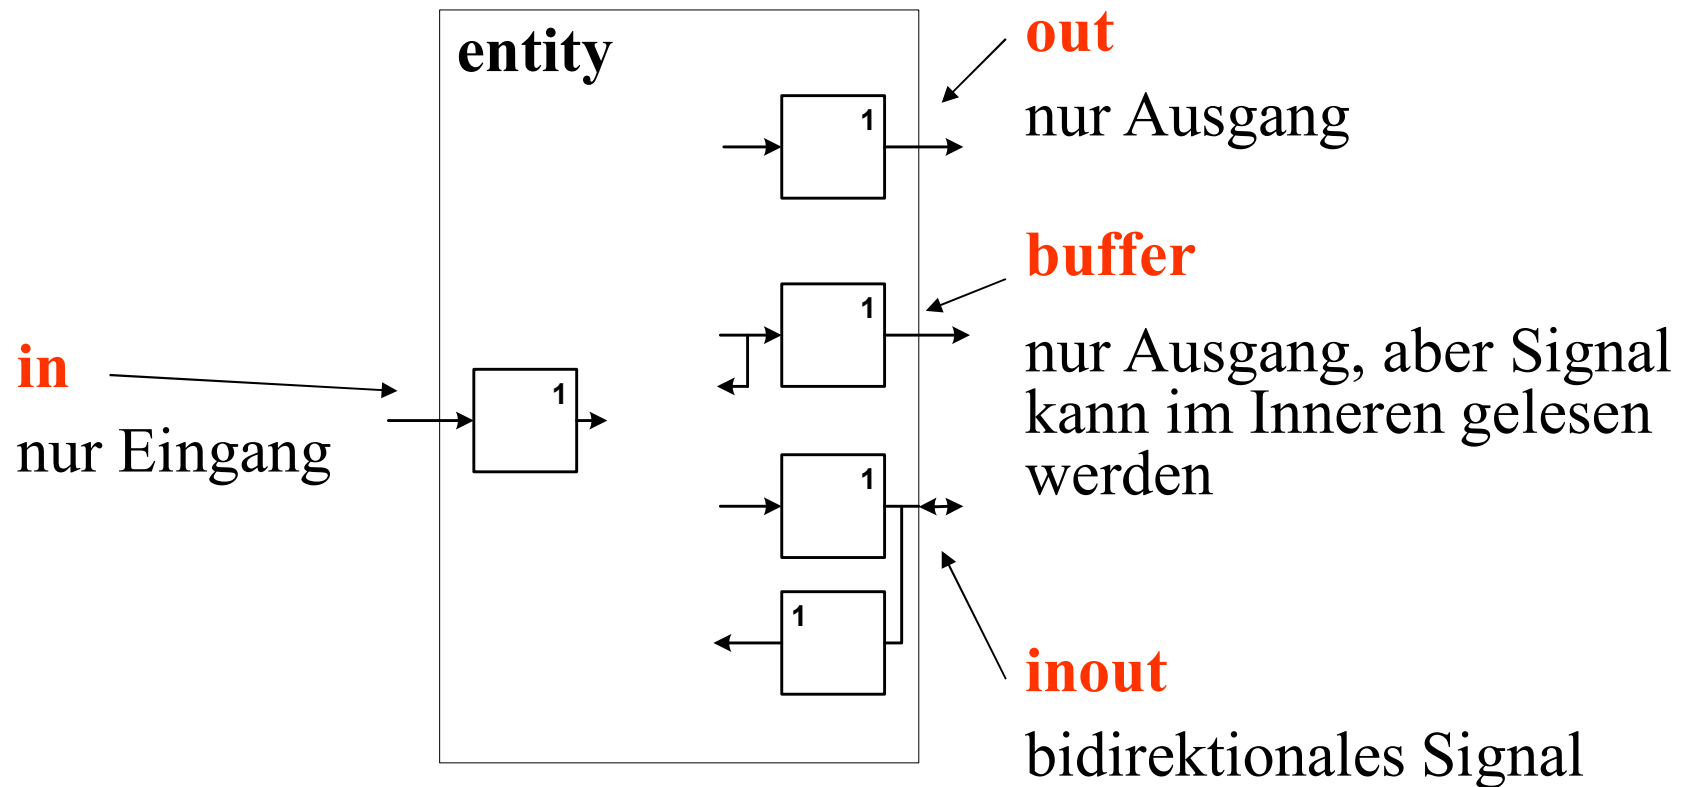 entity
out
1
nur Ausgang
buffer
1
nur Ausgang, aber Signal
kann im Inneren gelesen
werden
in
1
nur Eingang
1
1
inout
bidirektionales Signal